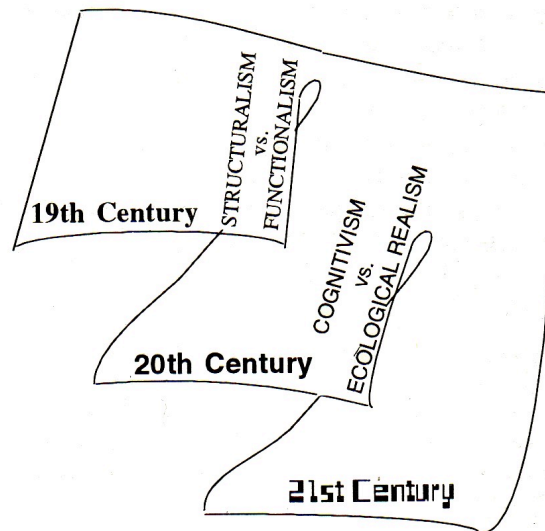 STRUCTURALISM
vs.
FUNCTIONALISM
19th Century
COGNITIVISM
vs.
ECOLOGICAL REALISM
20th Century
21st Century